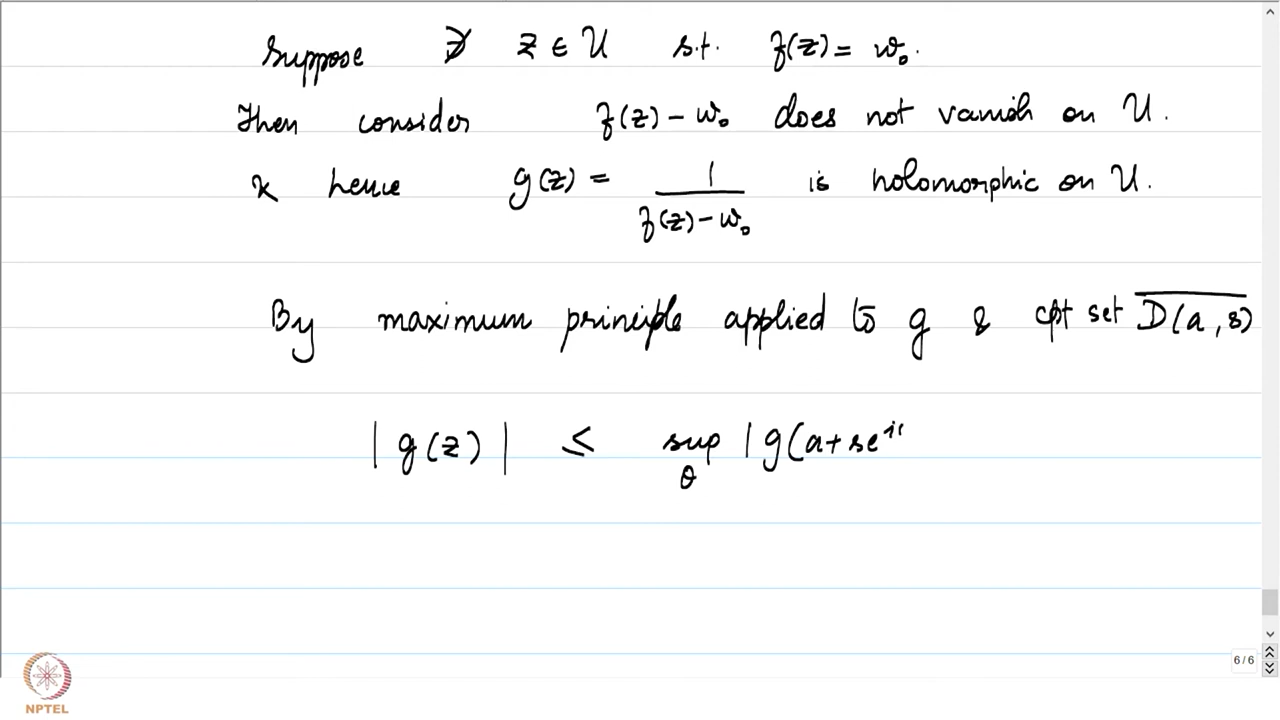 Suppose ∄ z ∈ U s.t. f(z) = w₀.
Then consider f(z) - w₀ does not vanish on U.
& hence g(z) = 1 / (f(z) - w₀) is holomorphic on U.
By maximum principle applied to g & cpt set \overline{D(a,s)}
|g(z)| ≤ sup_θ |g(a+se^i
6 / 6
NPTEL